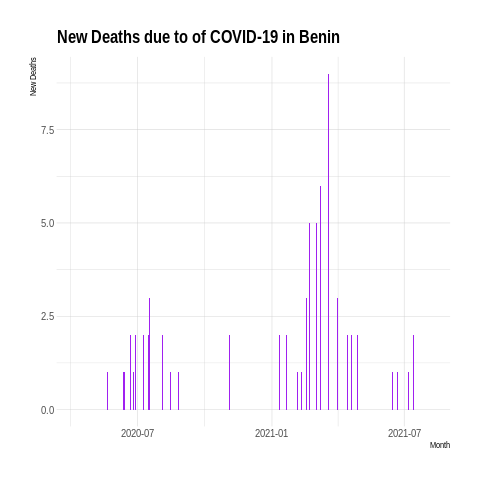 New Deaths due to of COVID-19 in Benin
New Deaths
7.5
5.0
2.5
0.0
2020-07 2021-01 2021-07
Month